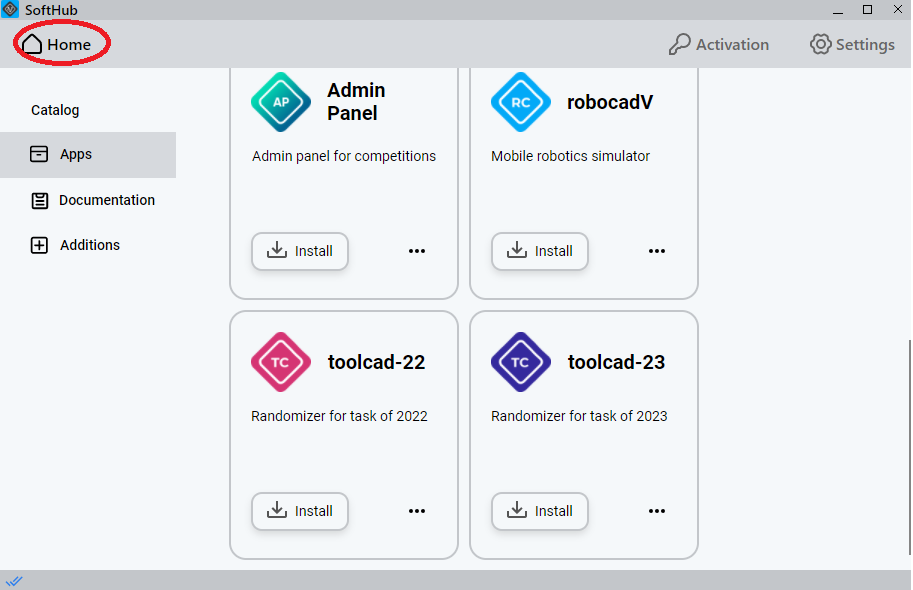 SoftHub
Home
Activation
Settings
Catalog
Apps
Documentation
Additions
AP
Admin
Panel
Admin panel for competitions
Install
RC
robocadV
Mobile robotics simulator
Install
TC
toolcad-22
Randomizer for task of 2022
Install
TC
toolcad-23
Randomizer for task of 2023
Install